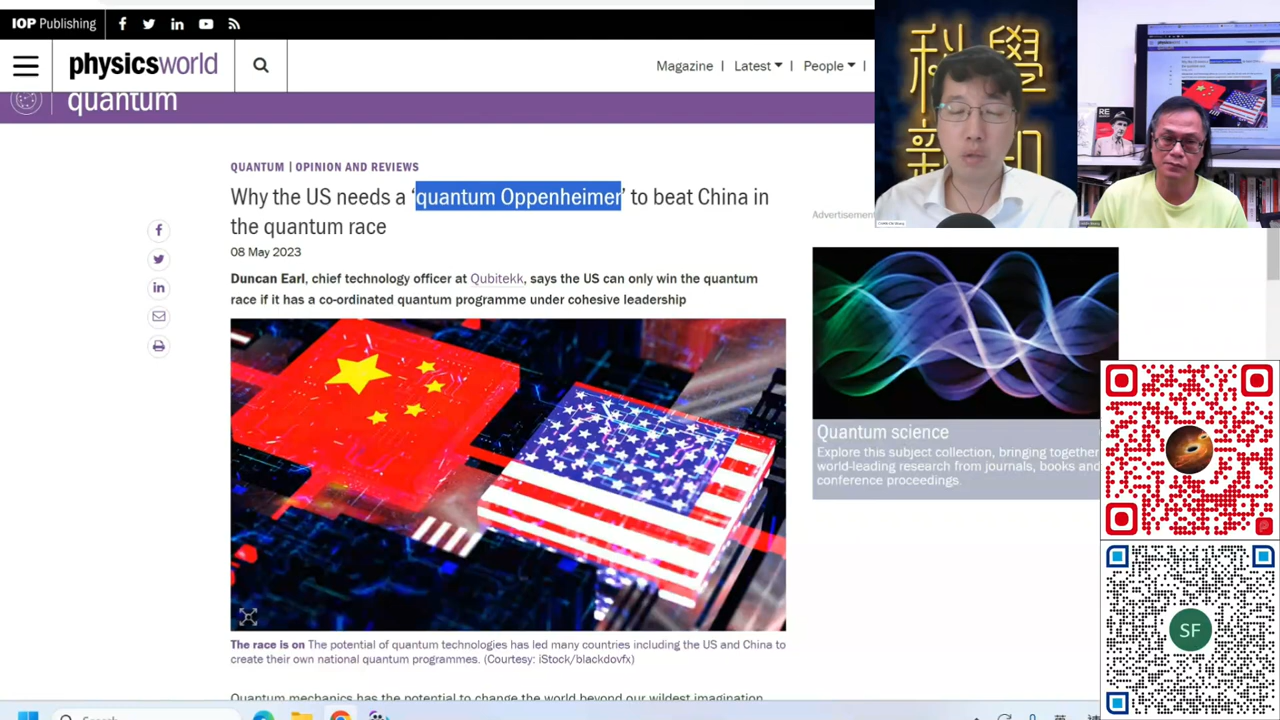 IOP Publishing
physicsworld
Magazine | Latest People |
quantum
QUANTUM | OPINION AND REVIEWS
Why the US needs a ‘quantum Oppenheimer’ to beat China in
the quantum race
08 May 2023
Duncan Earl, chief technology officer at Qubitekk, says the US can only win the quantum
race if it has a co-ordinated quantum programme under cohesive leadership
The race is on The potential of quantum technologies has led many countries including the US and China to
create their own national quantum programmes. (Courtesy: iStock/blackdovfx)
Quantum mechanics has the potential to change the world beyond our wildest imagination
Advertisement
Quantum science
Explore this subject collection, bringing together
world-leading research from journals, books and
conference proceedings.
科學
新知
RE
SF
Search
英